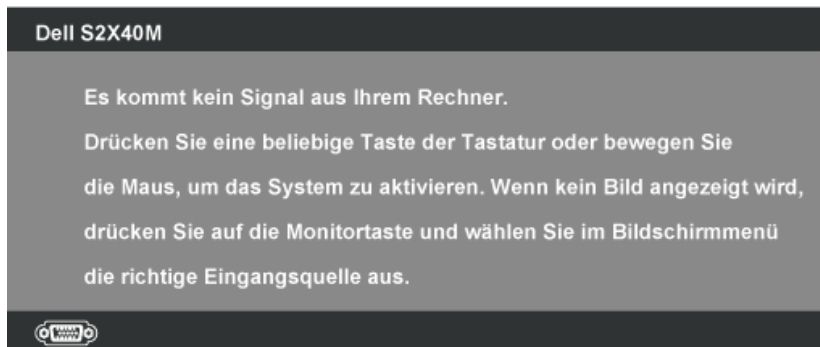 Dell S2X40M
Es kommt kein Signal aus Ihrem Rechner.
Drücken Sie eine beliebige Taste der Tastatur oder bewegen Sie
die Maus, um das System zu aktivieren. Wenn kein Bild angezeigt wird,
drücken Sie auf die Monitortaste und wählen Sie im Bildschirmmenü
die richtige Eingangsquelle aus.